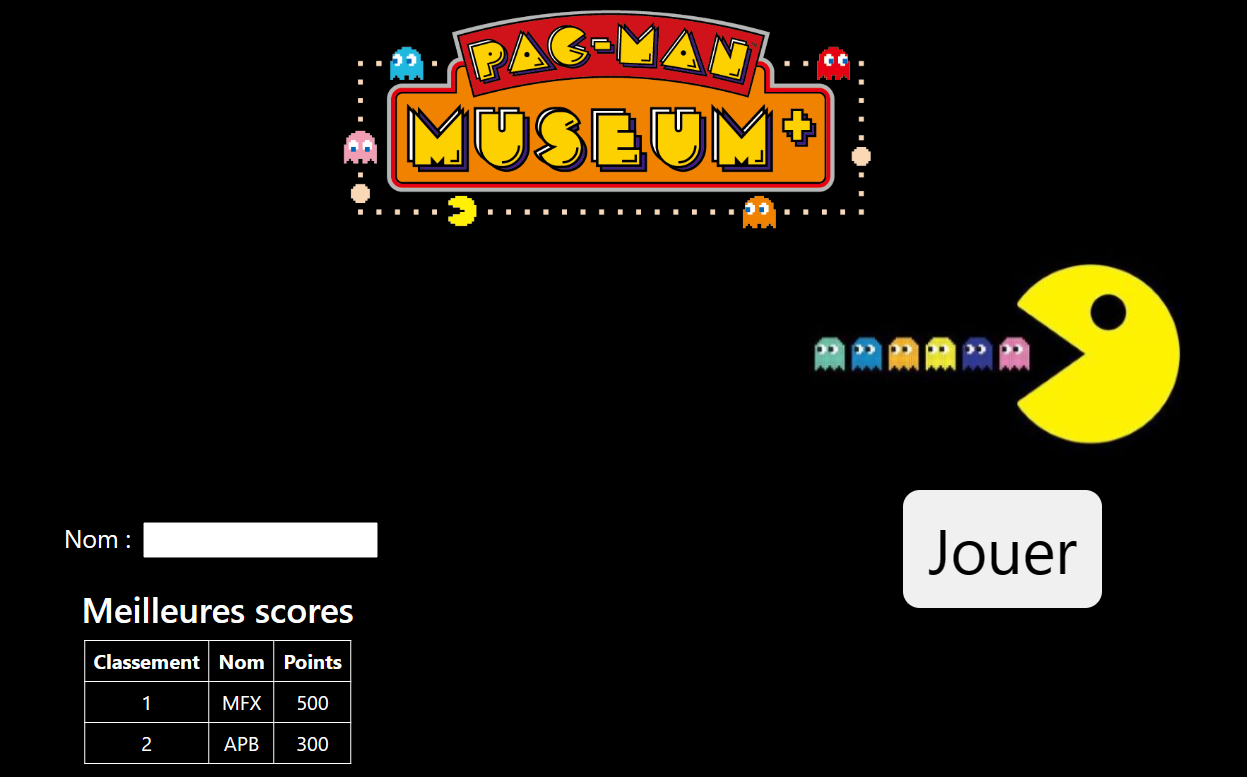 PAC-MAN
MUSEUM+
Nom :
Jouer
Meilleures scores
Classement Nom Points
1 MFX 500
2 APB 300